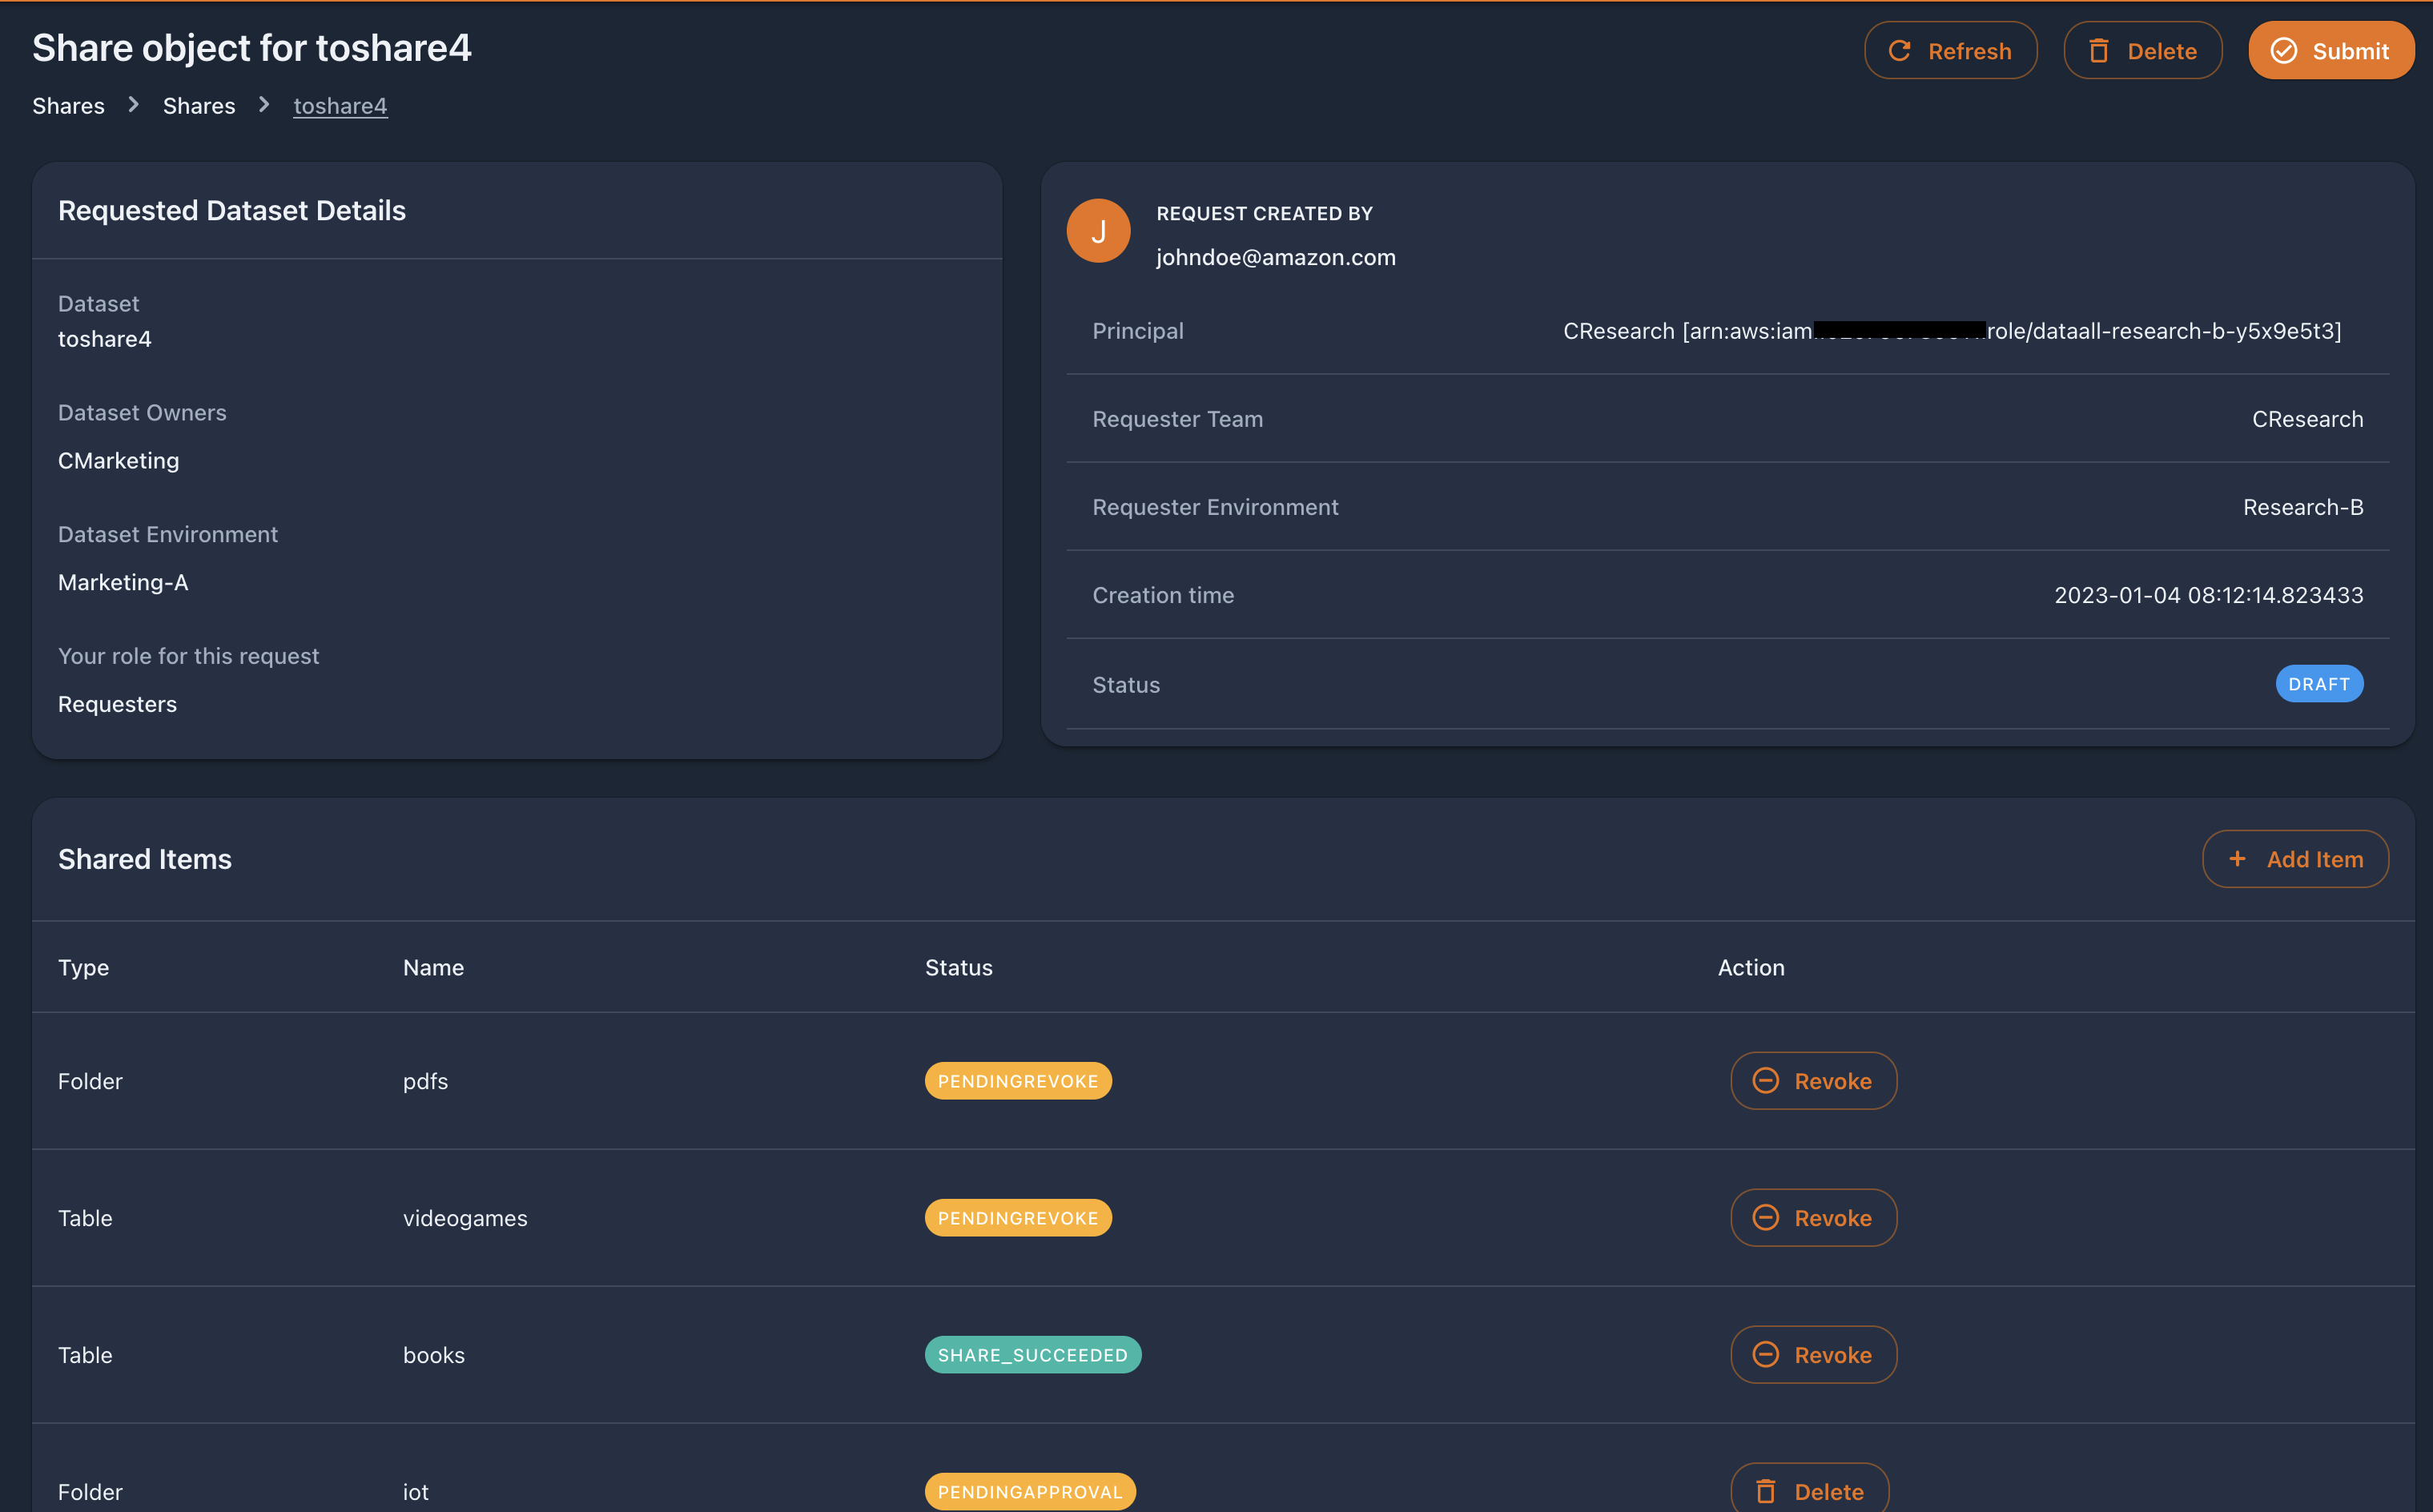 Share object for toshare4
Refresh
Delete
Submit
Shares > Shares > toshare4
Requested Dataset Details
Dataset
toshare4
Dataset Owners
CMarketing
Dataset Environment
Marketing-A
Your role for this request
Requesters
J
REQUEST CREATED BY
johndoe@amazon.com
Principal
CResearch [arn:aws:iam role/dataall-research-b-y5x9e5t3]
Requester Team
CResearch
Requester Environment
Research-B
Creation time
2023-01-04 08:12:14.823433
Status
DRAFT
Shared Items
+ Add Item
Type Name Status Action
Folder pdfs PENDINGREVOKE Revoke
Table videogames PENDINGREVOKE Revoke
Table books SHARE_SUCCEEDED Revoke
Folder iot PENDINGAPPROVAL Delete